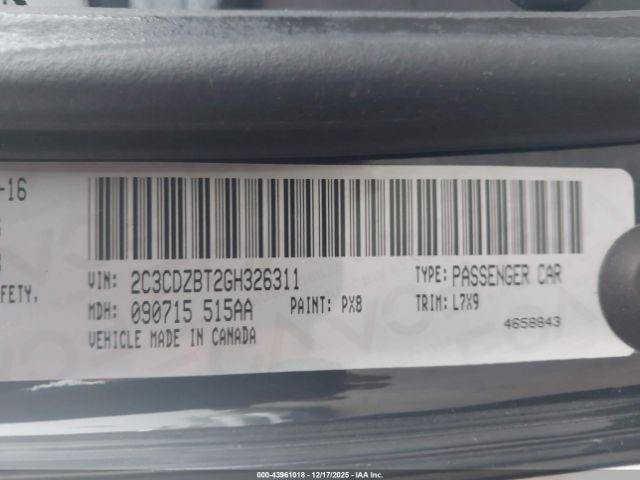 -16
VIN: 2C3CDZBT2GH326311 TYPE: PASSENGER CAR
FETY,
MDH: 090715 515AA PAINT: PX8 TRIM: L7X9
VEHICLE MADE IN CANADA 4658843
00-43961018 - 12/17/2025 - IAA Inc.